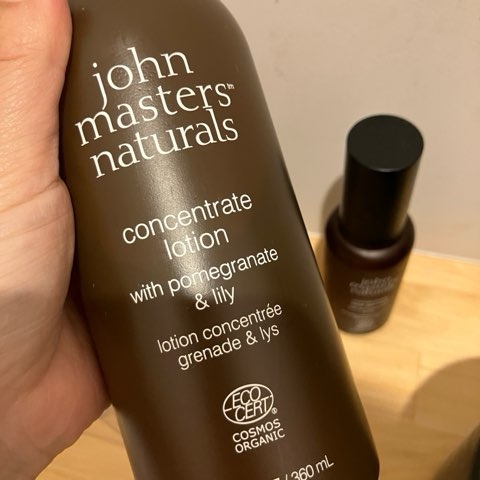 john
masters™
naturals
concentrate
lotion
with pomegranate
& lily
lotion concentrée
grenade & lys
ECO
CERT®
COSMOS
ORGANIC
/ 360 mL